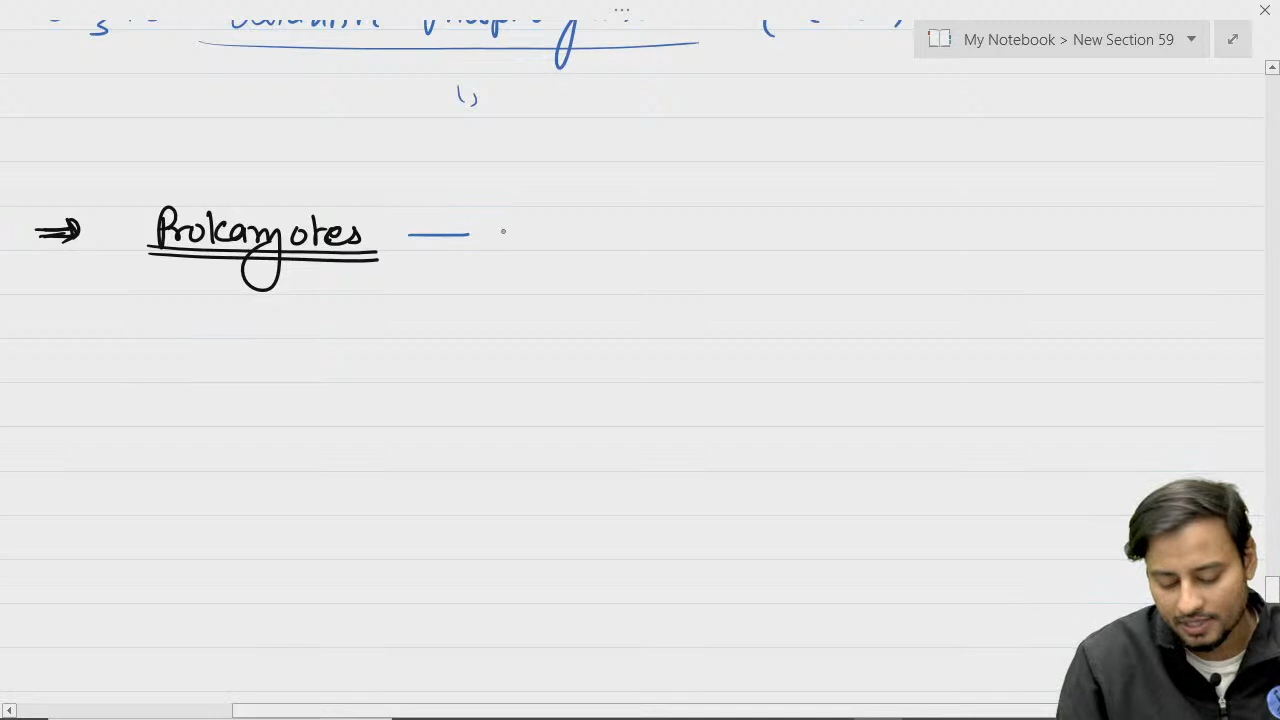 My Notebook > New Section 59
⇒ Prokaryotes —